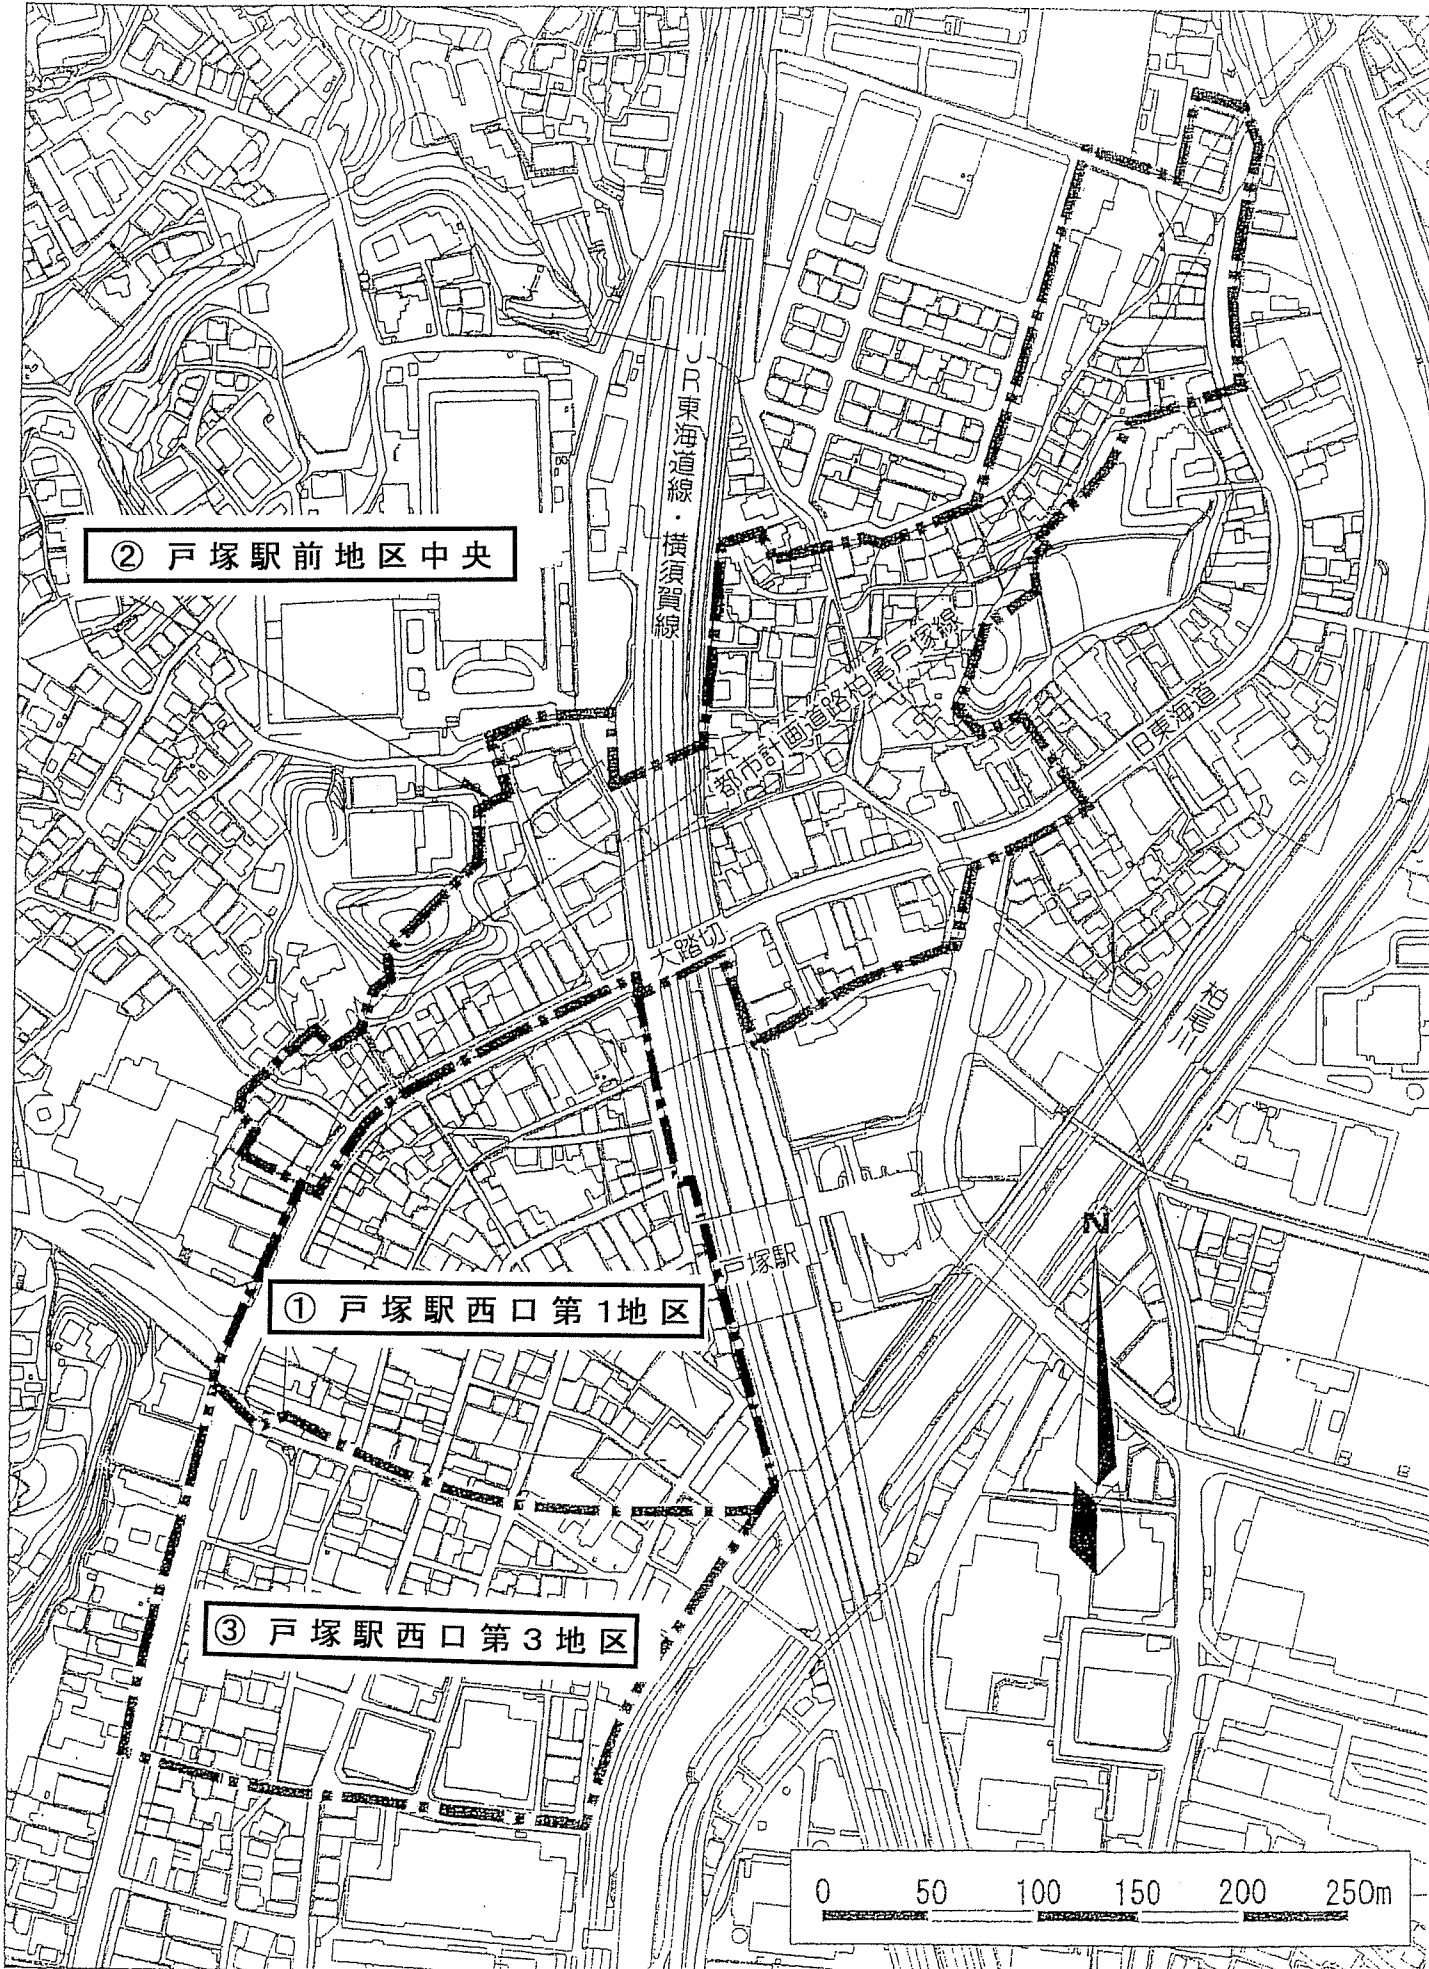 JR東海道線・横須賀線
② 戸塚駅前地区中央
都市計画道路柏尾戸塚線
旧東海道
大踏切
柏尾川
N
戸塚駅
① 戸塚駅西口第1地区
③ 戸塚駅西口第3地区
0 50 100 150 200 250m